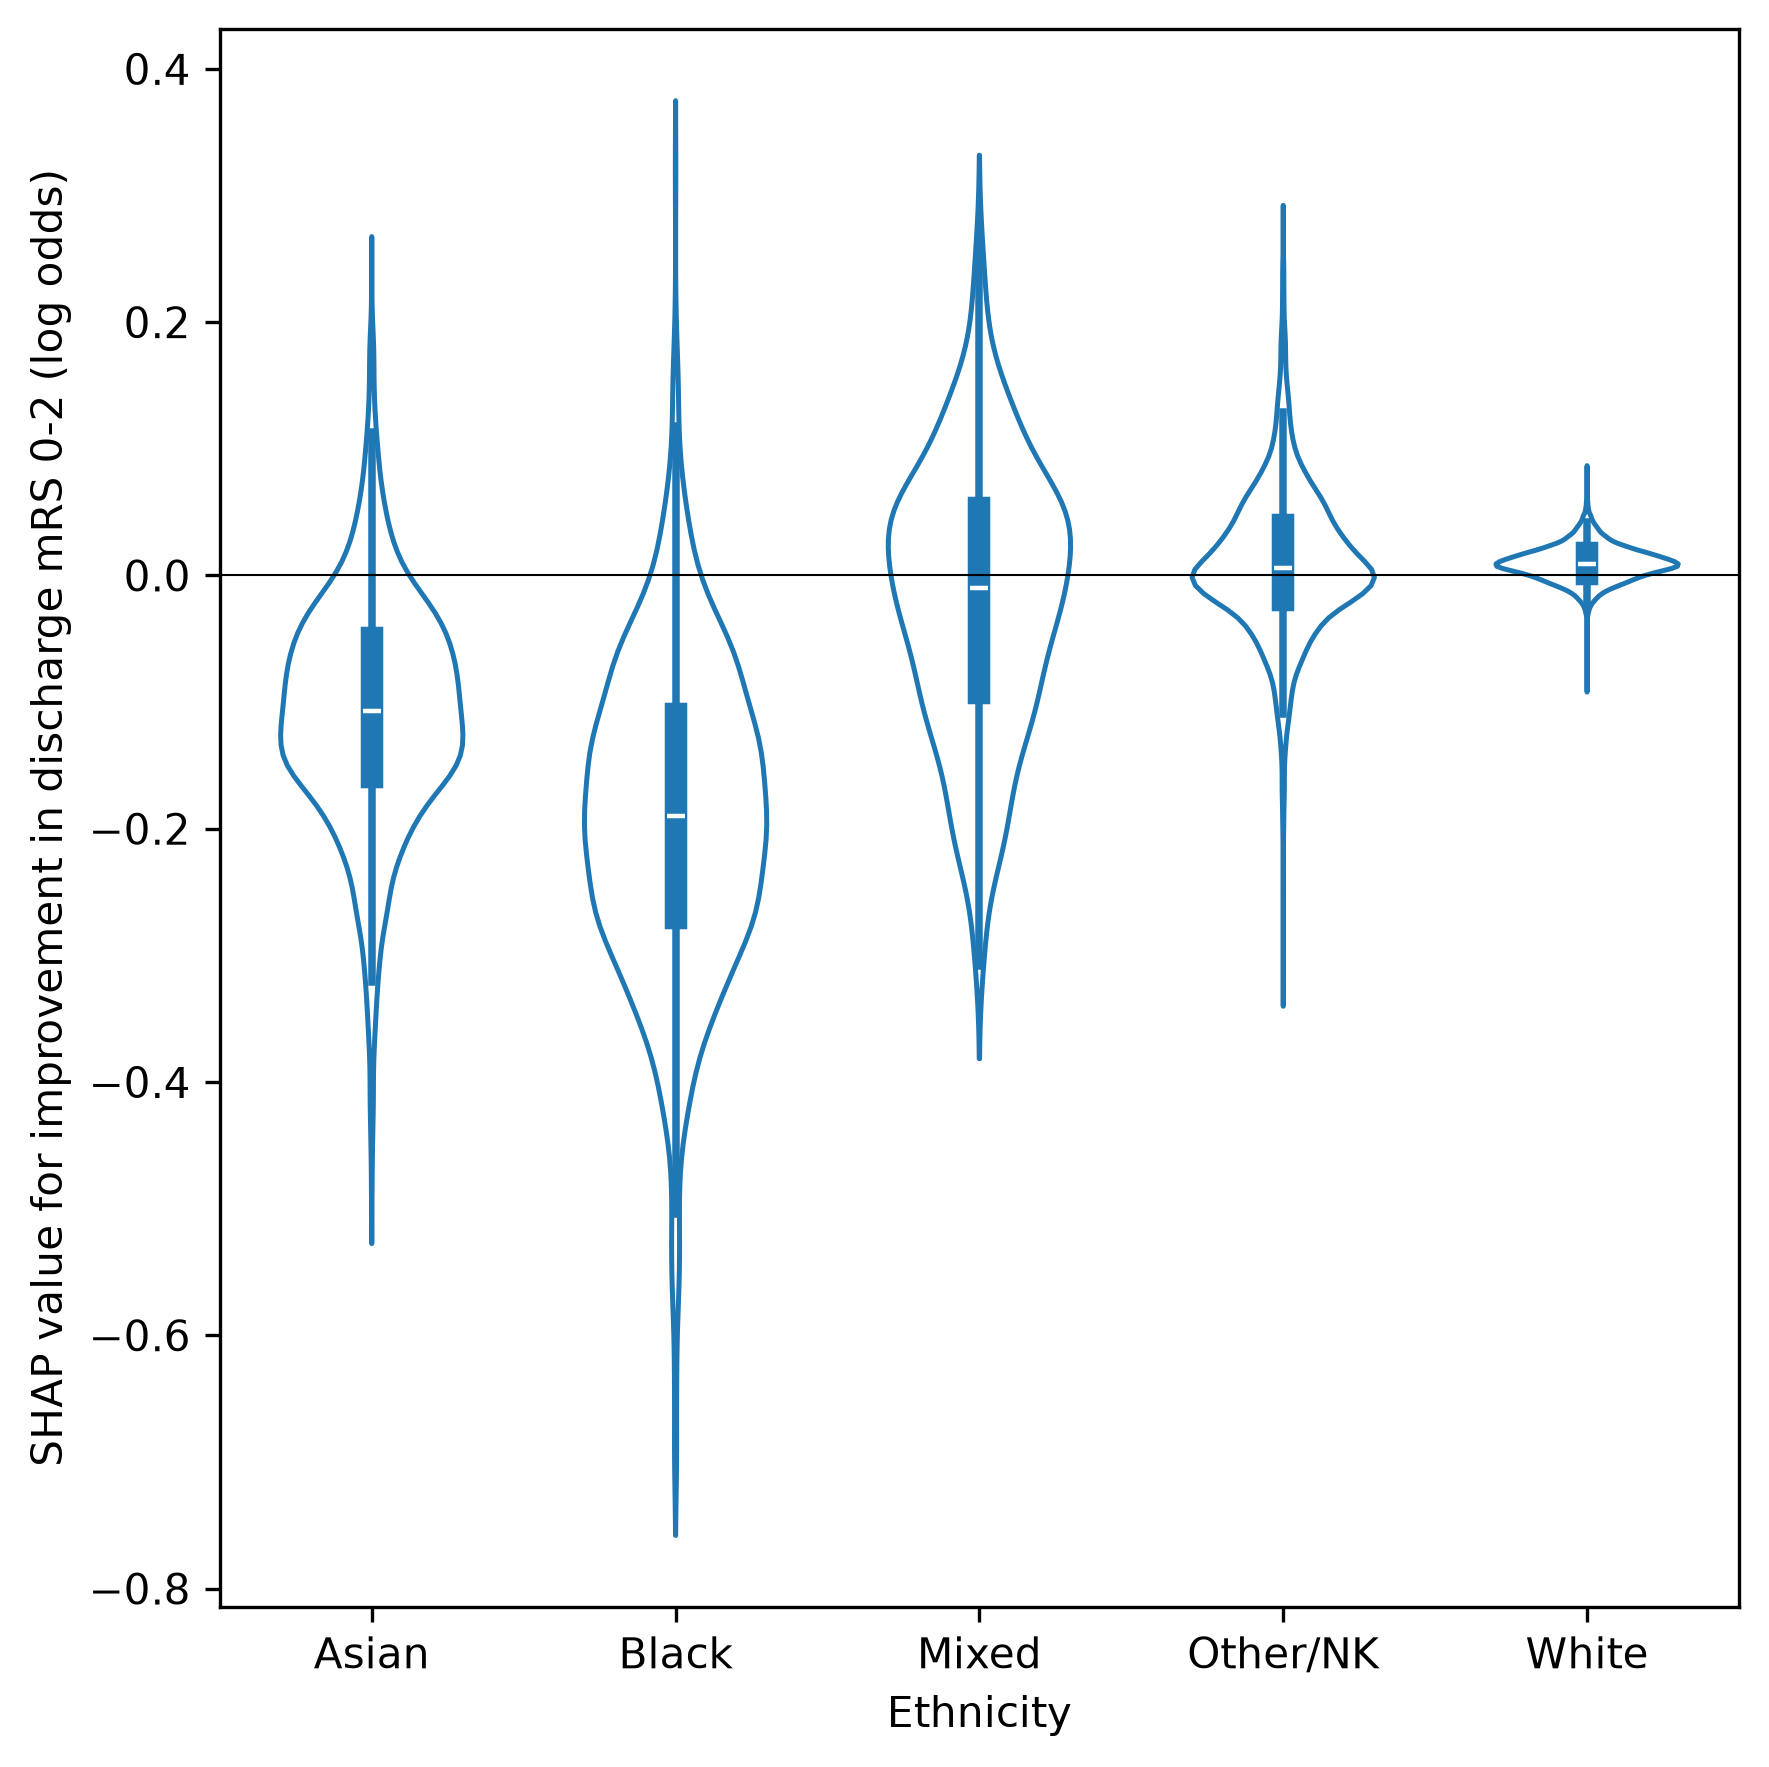 SHAP value for improvement in discharge mRS 0-2 (log odds)
0.4
0.2
0.0
−0.2
−0.4
−0.6
−0.8
Asian Black Mixed Other/NK White
Ethnicity